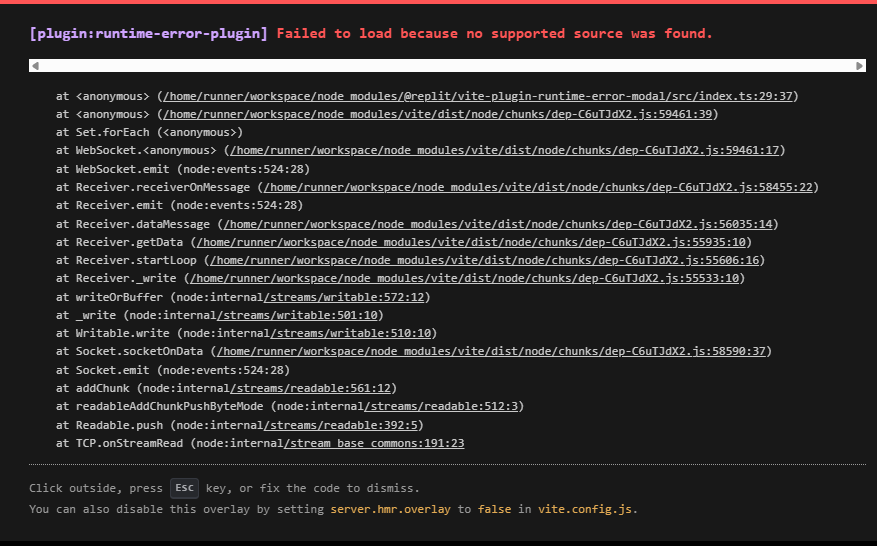 [plugin:runtime-error-plugin] Failed to load because no supported source was found.
at <anonymous> (/home/runner/workspace/node_modules/@replit/vite-plugin-runtime-error-modal/src/index.ts:29:37)
at <anonymous> (/home/runner/workspace/node_modules/vite/dist/node/chunks/dep-C6uTJdX2.js:59461:39)
at Set.forEach (<anonymous>)
at WebSocket.<anonymous> (/home/runner/workspace/node_modules/vite/dist/node/chunks/dep-C6uTJdX2.js:59461:17)
at WebSocket.emit (node:events:524:28)
at Receiver.receiverOnMessage (/home/runner/workspace/node_modules/vite/dist/node/chunks/dep-C6uTJdX2.js:58455:22)
at Receiver.emit (node:events:524:28)
at Receiver.dataMessage (/home/runner/workspace/node_modules/vite/dist/node/chunks/dep-C6uTJdX2.js:56035:14)
at Receiver.getData (/home/runner/workspace/node_modules/vite/dist/node/chunks/dep-C6uTJdX2.js:55935:10)
at Receiver.startLoop (/home/runner/workspace/node_modules/vite/dist/node/chunks/dep-C6uTJdX2.js:55606:16)
at Receiver._write (/home/runner/workspace/node_modules/vite/dist/node/chunks/dep-C6uTJdX2.js:55533:10)
at writeOrBuffer (node:internal/streams/writable:572:12)
at _write (node:internal/streams/writable:501:10)
at Writable.write (node:internal/streams/writable:510:10)
at Socket.socketOnData (/home/runner/workspace/node_modules/vite/dist/node/chunks/dep-C6uTJdX2.js:58590:37)
at Socket.emit (node:events:524:28)
at addChunk (node:internal/streams/readable:561:12)
at readableAddChunkPushByteMode (node:internal/streams/readable:512:3)
at Readable.push (node:internal/streams/readable:392:5)
at TCP.onStreamRead (node:internal/stream_base_commons:191:23
Click outside, press Esc key, or fix the code to dismiss.
You can also disable this overlay by setting server.hmr.overlay to false in vite.config.js.